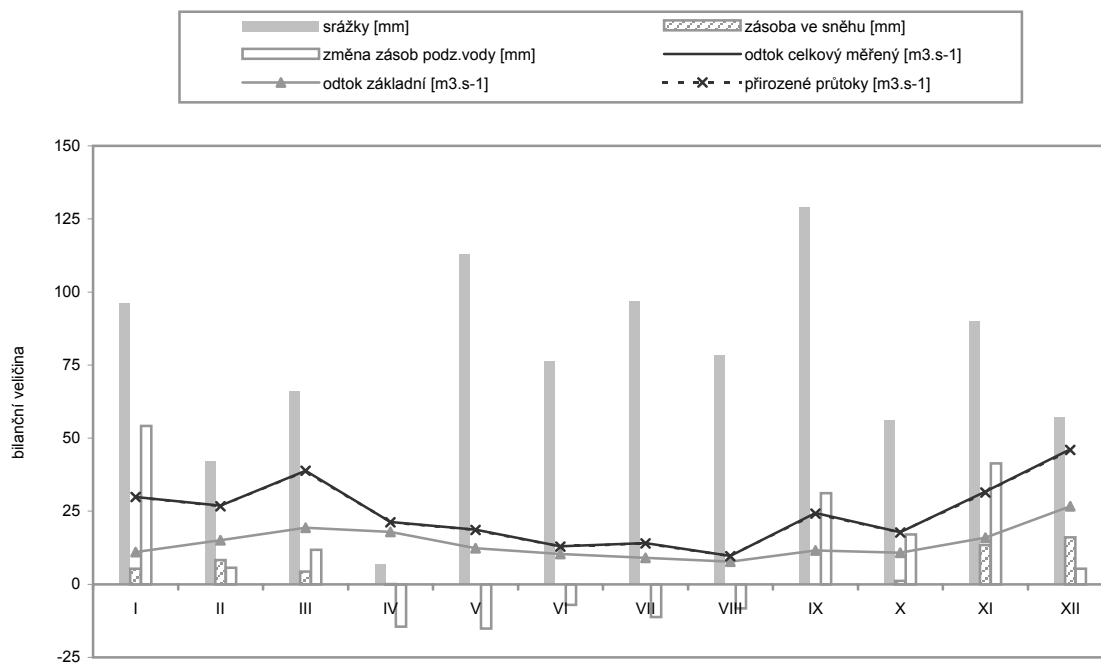 srážky [mm] zásoba ve sněhu [mm]
změna zásob podz.vody [mm] odtok celkový měřený [m3.s-1]
odtok základní [m3.s-1] přirozené průtoky [m3.s-1]
150
125
100
75
50
25
0
-25
bilanční veličina
I II III IV V VI VII VIII IX X XI XII